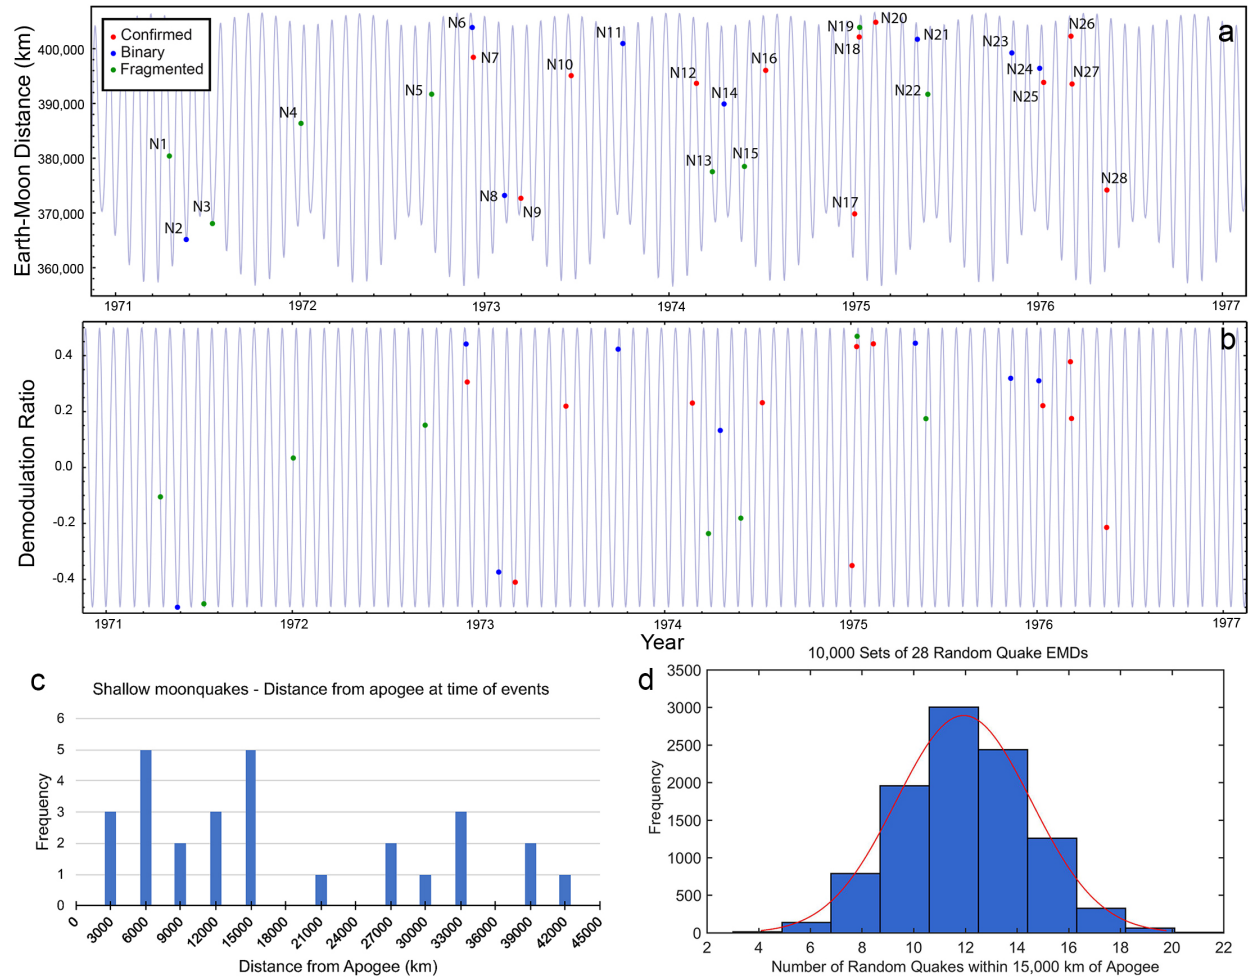 a
Confirmed
Binary
Fragmented
Earth-Moon Distance (km)
400,000
390,000
380,000
370,000
360,000
N1
N2
N3
N4
N5
N6
N7
N8
N9
N10
N11
N12
N13
N14
N15
N16
N17
N18
N19
N20
N21
N22
N23
N24
N25
N26
N27
N28
1971
1972
1973
1974
1975
1976
1977
b
Demodulation Ratio
0.4
0.2
0.0
-0.2
-0.4
1971
1972
1973
1974
1975
1976
1977
Year
c
Shallow moonquakes - Distance from apogee at time of events
Frequency
6
5
4
3
2
1
0
0
3000
6000
9000
12000
15000
18000
21000
24000
27000
30000
33000
36000
39000
42000
45000
Distance from Apogee (km)
d
10,000 Sets of 28 Random Quake EMDs
Frequency
3500
3000
2500
2000
1500
1000
500
0
2
4
6
8
10
12
14
16
18
20
22
Number of Random Quakes within 15,000 km of Apogee